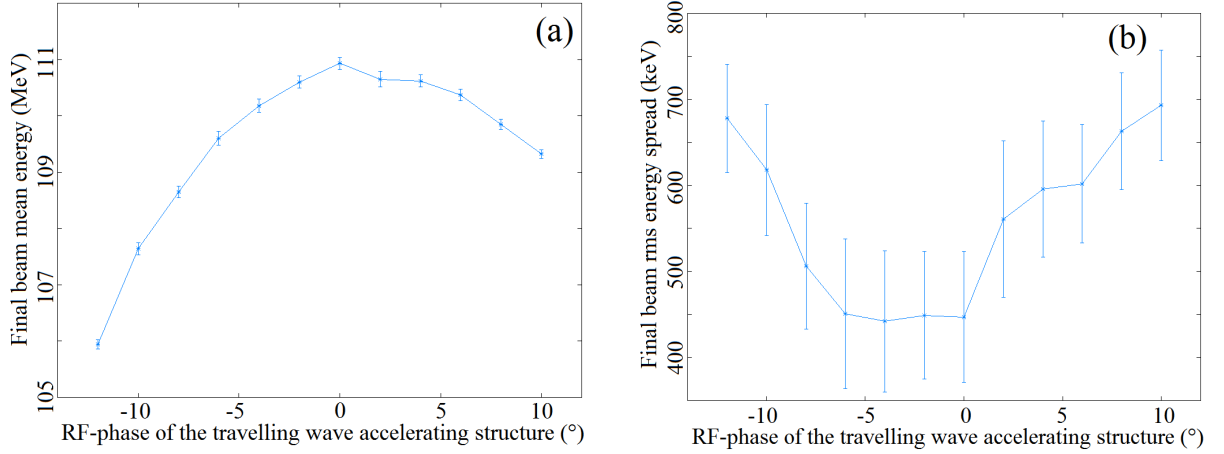 (a)
Final beam mean energy (MeV)
111
109
107
105
-10 -5 0 5 10
RF-phase of the travelling wave accelerating structure (°)
(b)
Final beam rms energy spread (keV)
800
700
600
450
400
-10 -5 0 5 10
RF-phase of the travelling wave accelerating structure (°)